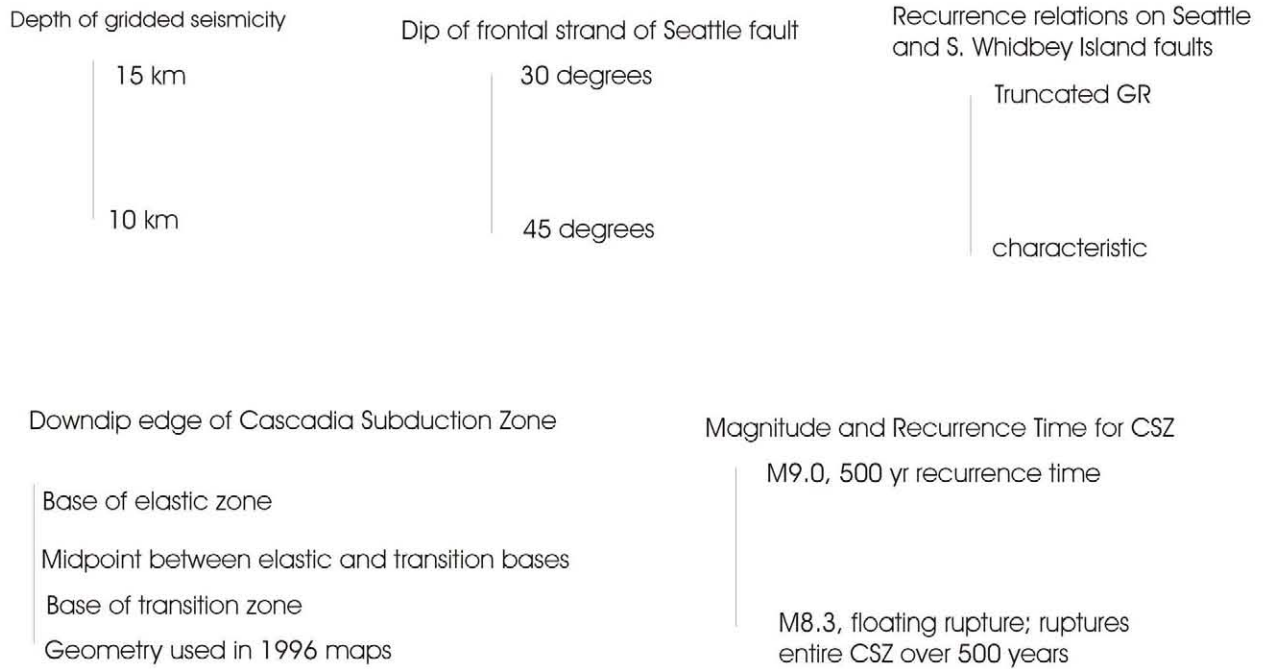 Depth of gridded seismicity
15 km
10 km
Dip of frontal strand of Seattle fault
30 degrees
45 degrees
Recurrence relations on Seattle
and S. Whidbey Island faults
Truncated GR
characteristic
Downdip edge of Cascadia Subduction Zone
Base of elastic zone
Midpoint between elastic and transition bases
Base of transition zone
Geometry used in 1996 maps
Magnitude and Recurrence Time for CSZ
M9.0, 500 yr recurrence time
M8.3, floating rupture; ruptures
entire CSZ over 500 years